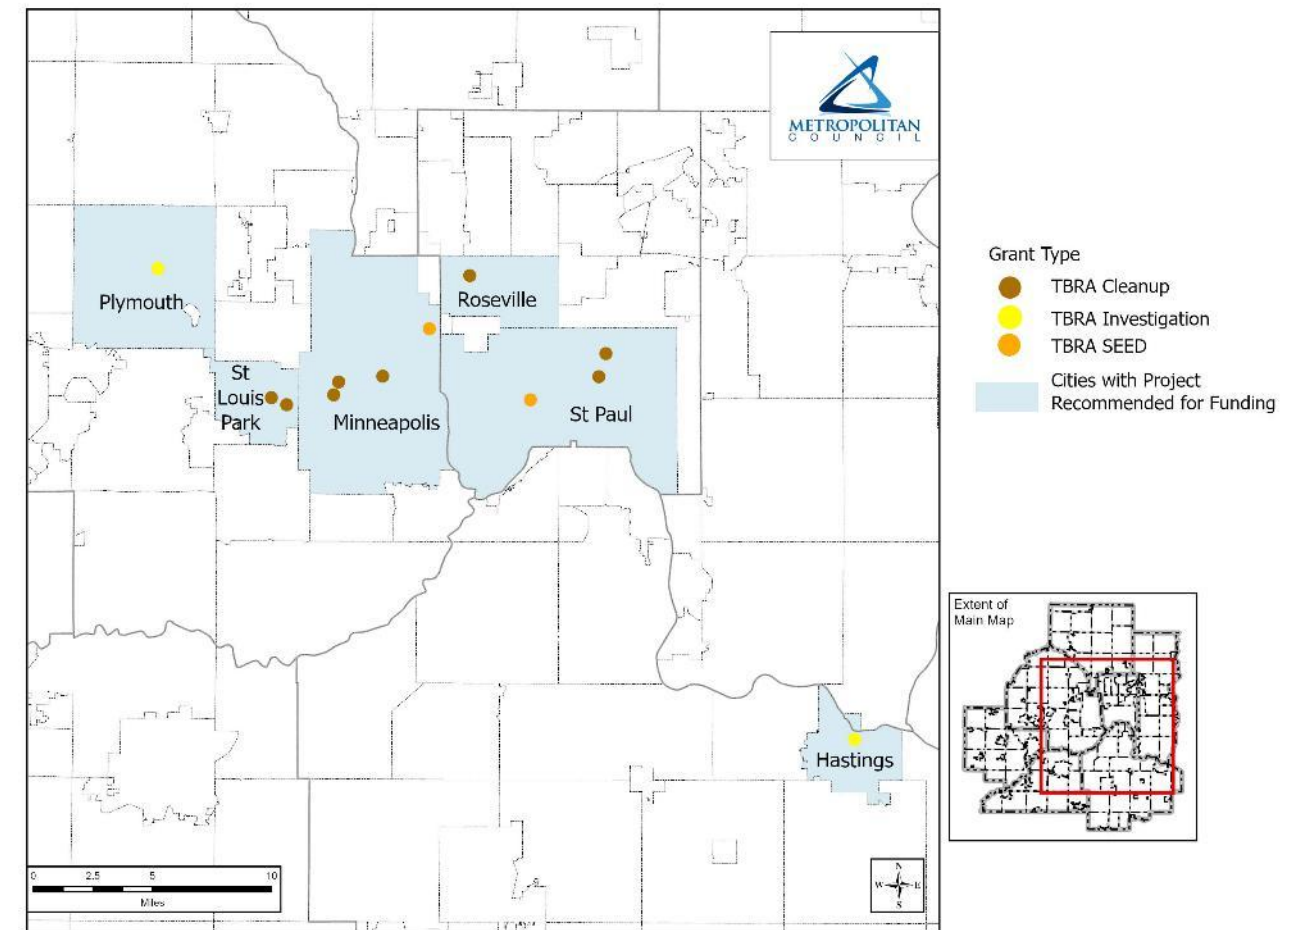 METROPOLITAN
COUNCIL
Plymouth
Roseville
St
Louis
Park
Minneapolis
St Paul
Hastings
Grant Type
TBRA Cleanup
TBRA Investigation
TBRA SEED
Cities with Project
Recommended for Funding
Extent of
Main Map
0 2.5 5 10
Miles
N
W E
S